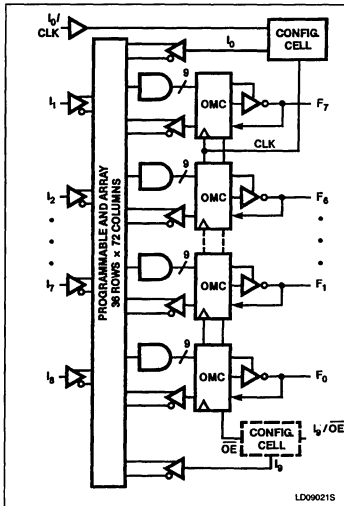 I0/
CLK
I0
CONFIG.
CELL
I1
9
OMC
F7
CLK
I2
9
OMC
F6
PROGRAMMABLE AND ARRAY
36 ROWS × 72 COLUMNS
I7
9
OMC
F1
I8
9
OMC
F0
OE
CONFIG.
CELL
I9/OE
I9
LD09021S